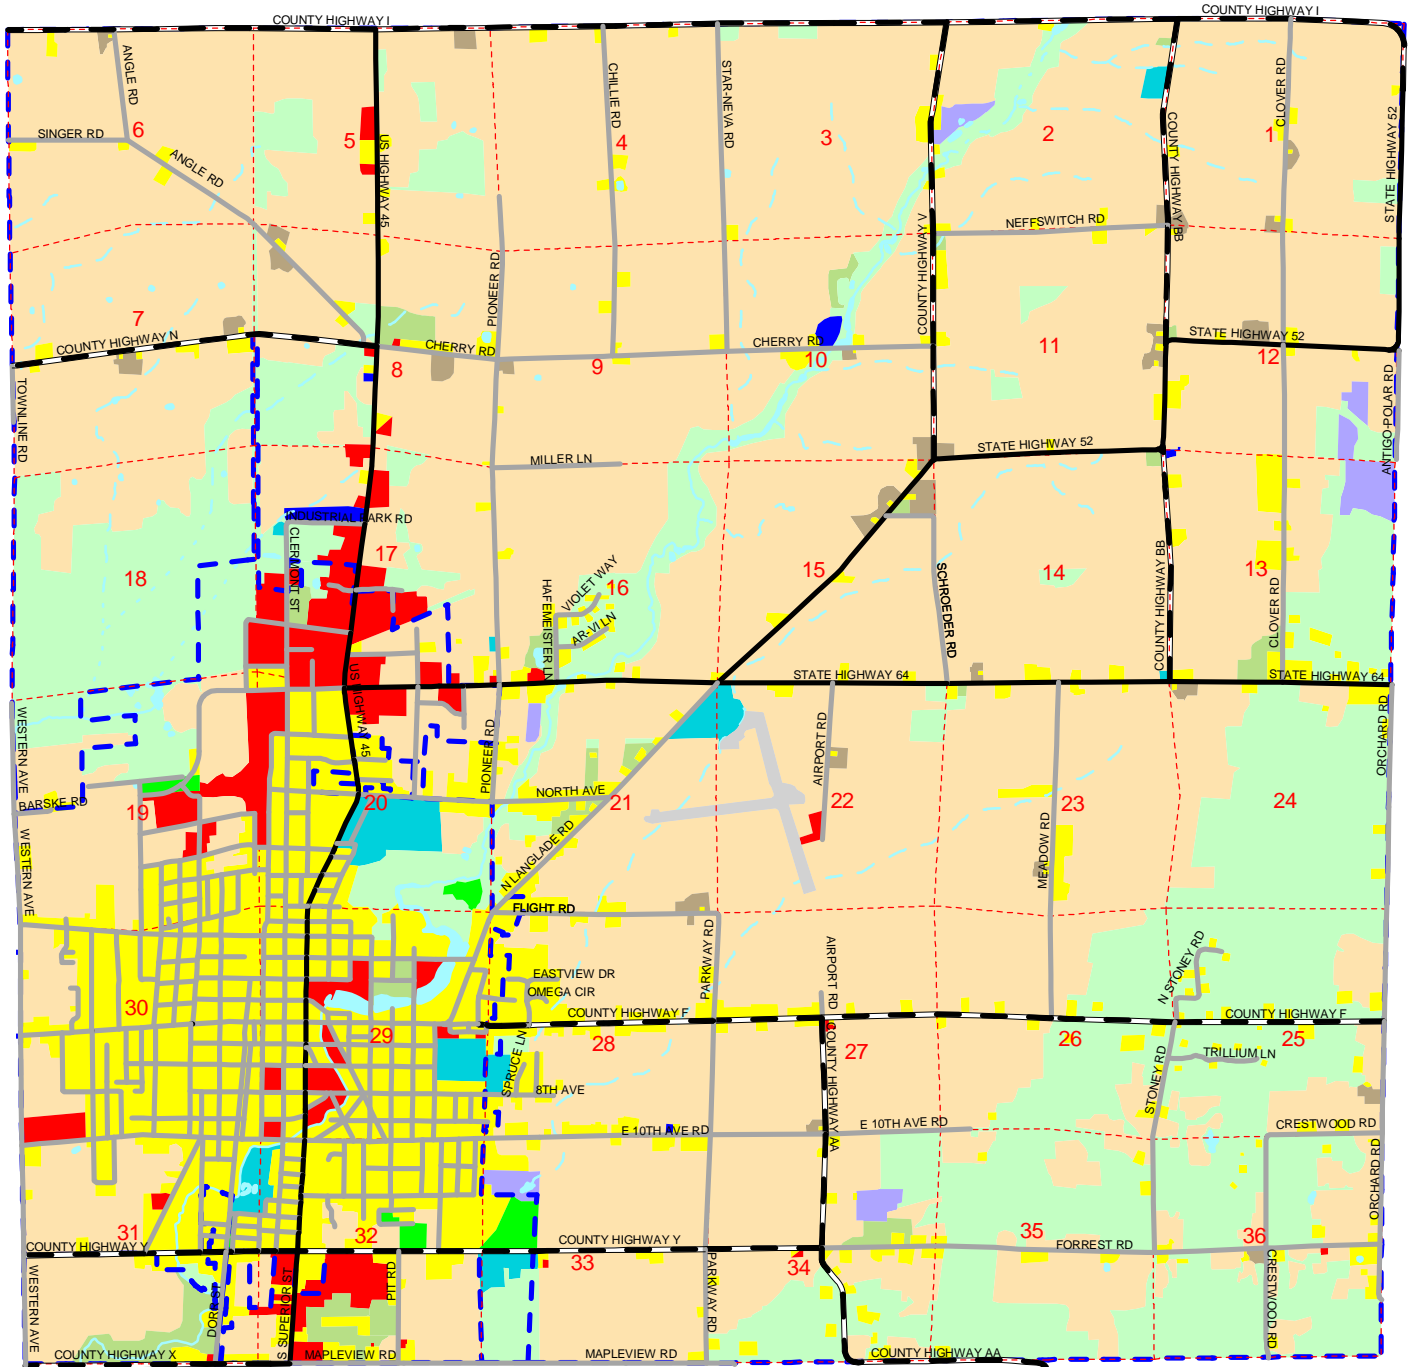 COUNTY HIGHWAY I
COUNTY HIGHWAY I
ANGLE RD
CHILLIE RD
STAR-NEVA RD
CLOVER RD
STATE HIGHWAY 52
SINGER RD
6
5
4
3
2
1
US HIGHWAY 45
COUNTY HIGHWAY BB
ANGLE RD
NEFFSWITCH RD
PIONEER RD
COUNTY HIGHWAY V
7
COUNTY HIGHWAY N
CHERRY RD
CHERRY RD
STATE HIGHWAY 52
8
9
10
11
12
TOWNLINE RD
ANTIGO-POLAR RD
MILLER LN
STATE HIGHWAY 52
INDUSTRIAL PARK RD
CLERMONT ST
17
18
16
15
14
13
HAFEMEISTER LN
VIOLET WAY
AR-VI LN
SCHROEDER RD
COUNTY HIGHWAY BB
CLOVER RD
STATE HIGHWAY 64
STATE HIGHWAY 64
WESTERN AVE
US HIGHWAY 45
PIONEER RD
AIRPORT RD
ORCHARD RD
BARSKE RD
NORTH AVE
19
20
21
22
23
24
N LANGLADE RD
MEADOW RD
WESTERN AVE
FLIGHT RD
PARKWAY RD
AIRPORT RD
N STONEY RD
EASTVIEW DR
OMEGA CIR
COUNTY HIGHWAY F
COUNTY HIGHWAY F
30
29
28
27
26
25
SPRUCE LN
COUNTY HIGHWAY AA
STONEY RD
TRILLIUM LN
8TH AVE
E 10TH AVE RD
E 10TH AVE RD
CRESTWOOD RD
ORCHARD RD
31
32
33
34
35
36
COUNTY HIGHWAY Y
COUNTY HIGHWAY Y
FORREST RD
WESTERN AVE
DORR ST
S SUPERIOR ST
PIT RD
PARKWAY RD
CRESTWOOD RD
COUNTY HIGHWAY X
MAPLEVIEW RD
MAPLEVIEW RD
COUNTY HIGHWAY AA